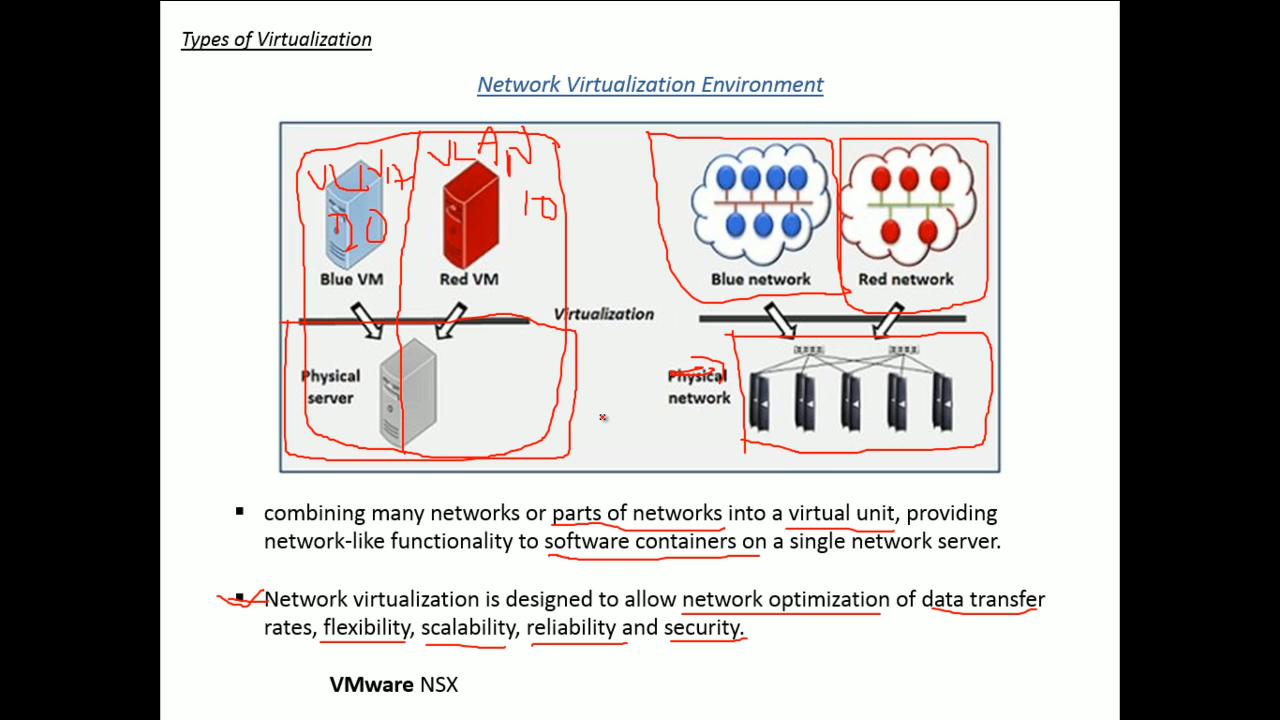 Types of Virtualization
Network Virtualization Environment
VLAN
10
Blue VM
Red VM
Blue network
Red network
Virtualization
Physical
server
Physical
network
▪ combining many networks or parts of networks into a virtual unit, providing
network-like functionality to software containers on a single network server.
▪ Network virtualization is designed to allow network optimization of data transfer
rates, flexibility, scalability, reliability and security.
VMware NSX